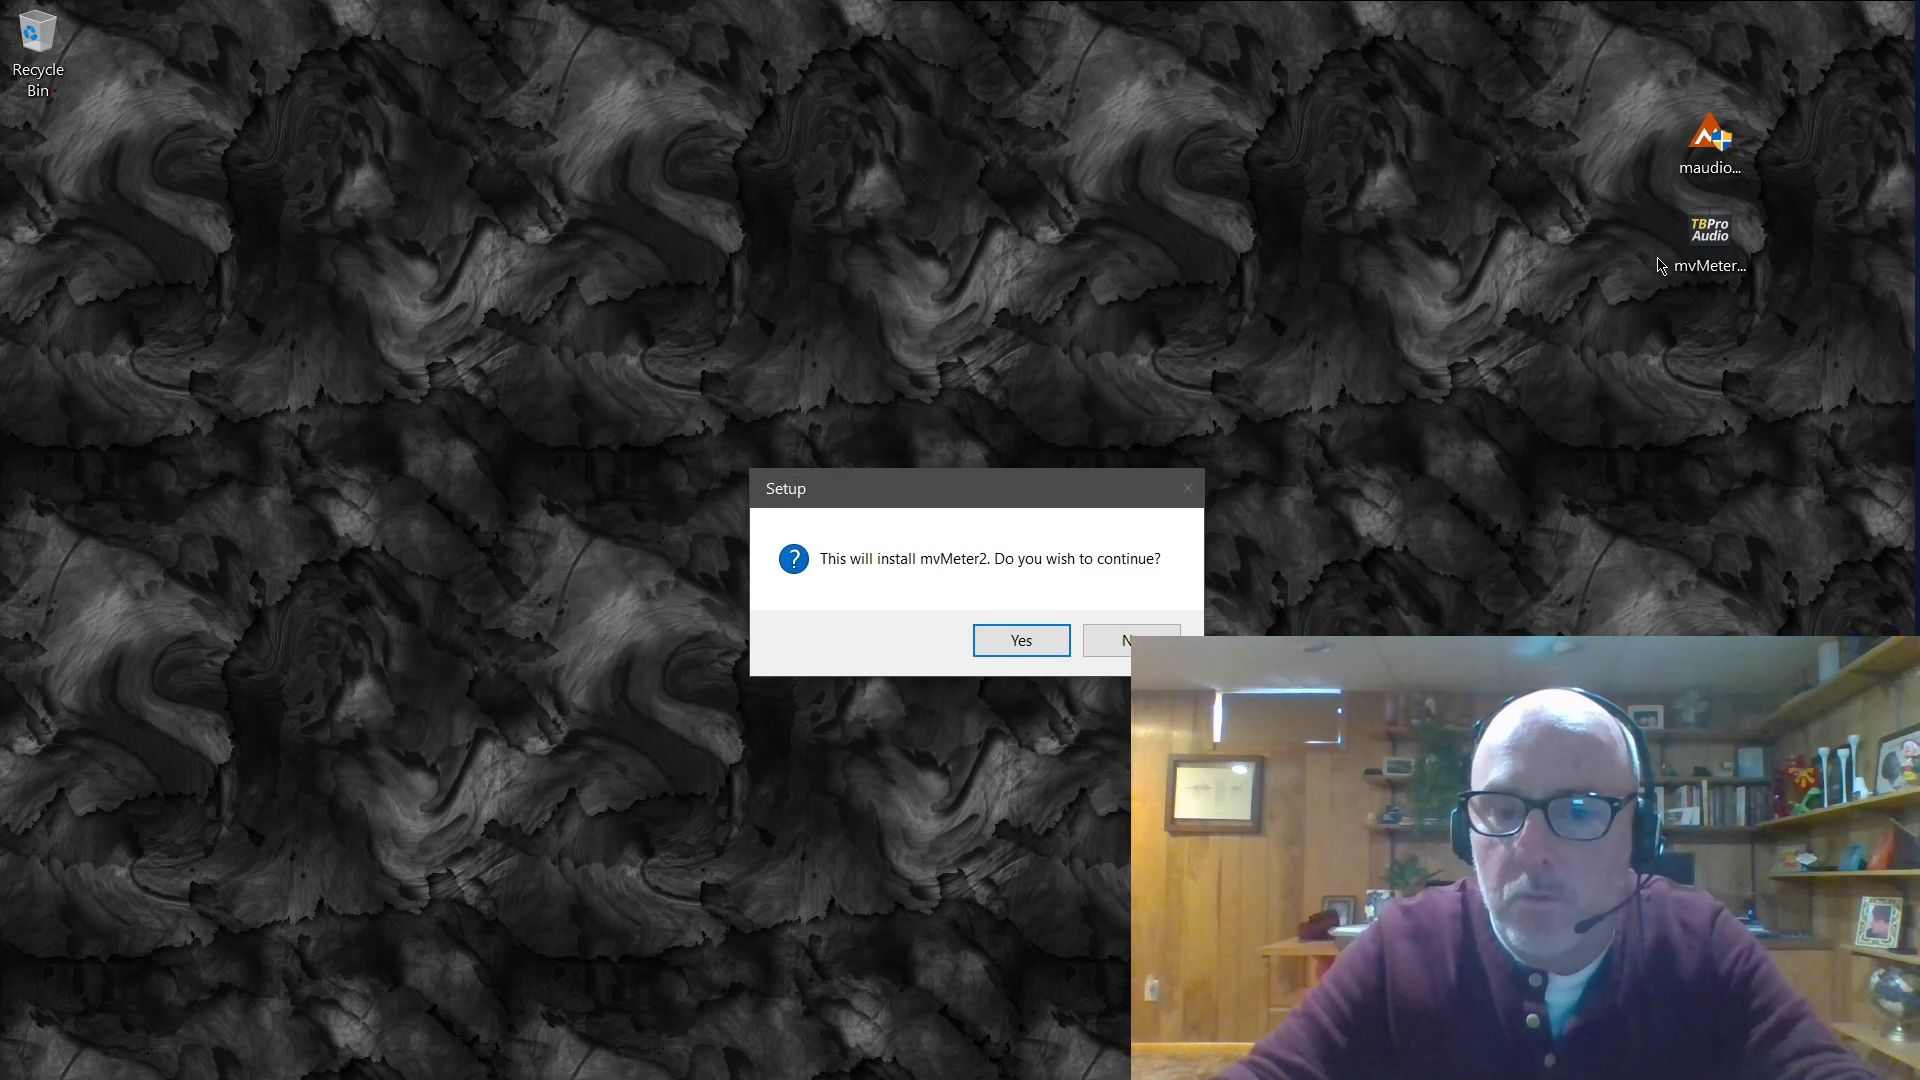 Recycle
Bin
maudio...
TBPro
Audio
mvMeter...
Setup
This will install mvMeter2. Do you wish to continue?
Yes
N